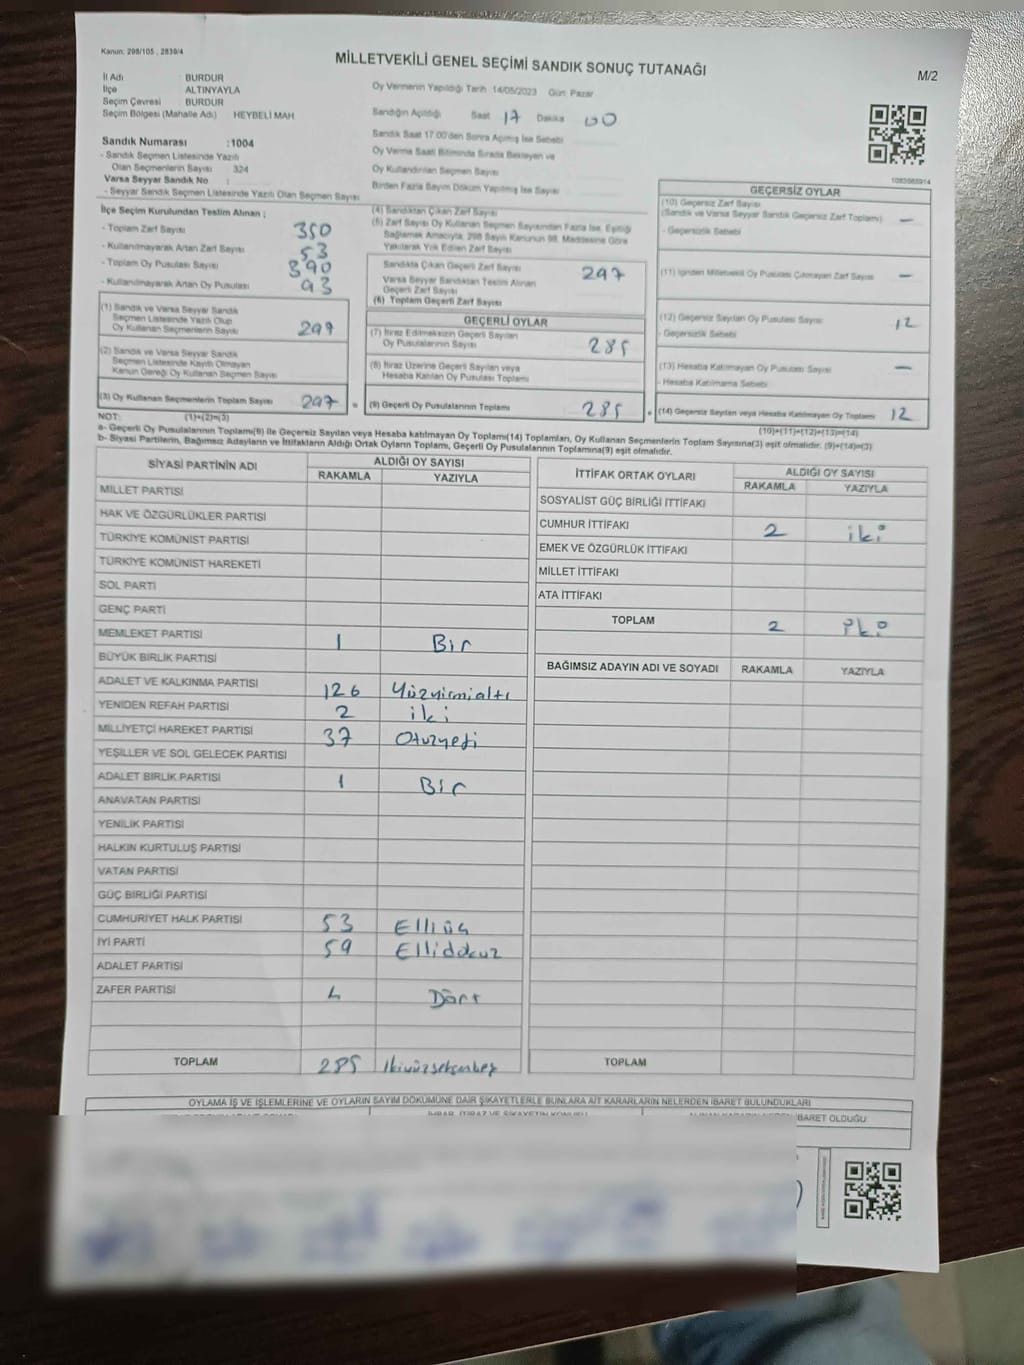 Kanun: 298/105 , 2839/4
MİLLETVEKİLİ GENEL SEÇİMİ SANDIK SONUÇ TUTANAĞI
M/2
İl Adı : BURDUR
İlçe : ALTINYAYLA
Seçim Çevresi : BURDUR
Seçim Bölgesi (Mahalle Adı) : HEYBELİ MAH
Oy Vermenin Yapıldığı Tarih 14/05/2023 Gün: Pazar
Sandığın Açıldığı Saat 17 Dakika 00
Sandık Saat 17:00'den Sonra Açılmış İse Sebebi
Oy Verme Saati Bitiminde Sırada Bekleyen ve
Oy Kullandırılan Seçmen Sayısı
Birden Fazla Sayım Döküm Yapılmış İse Sayısı
Sandık Numarası :1004
- Sandık Seçmen Listesinde Yazılı
Olan Seçmenlerin Sayısı : 324
Varsa Seyyar Sandık No :
- Seyyar Sandık Seçmen Listesinde Yazılı Olan Seçmen Sayısı
İlçe Seçim Kurulundan Teslim Alınan ;
- Toplam Zarf Sayısı 350
- Kullanılmayarak Artan Zarf Sayısı 53
- Toplam Oy Pusulası Sayısı 390
- Kullanılmayarak Artan Oy Pusulası 93
(1) Sandık ve Varsa Seyyar Sandık
Seçmen Listesinde Yazılı Olup
Oy Kullanan Seçmenlerin Sayısı 297
(2) Sandık ve Varsa Seyyar Sandık
Seçmen Listesinde Kayıtlı Olmayan
Kanun Gereği Oy Kullanan Seçmen Sayısı
(3) Oy Kullanan Seçmenlerin Toplam Sayısı 297
(1)+(2)=(3)
(4) Sandıktan Çıkan Zarf Sayısı
(5) Zarf Sayısı Oy Kullanan Seçmen Sayısından Fazla İse, Eşitliği
Sağlamak Amacıyla, 298 Sayılı Kanunun 98. Maddesine Göre
Yakılarak Yok Edilen Zarf Sayısı
Sandıkta Çıkan Geçerli Zarf Sayısı 297
Varsa Seyyar Sandıktan Teslim Alınan
Geçerli Zarf Sayısı
(6) Toplam Geçerli Zarf Sayısı
GEÇERLİ OYLAR
(7) İtiraz Edilmeksizin Geçerli Sayılan
Oy Pusulalarının Sayısı 285
(8) İtiraz Üzerine Geçerli Sayılan veya
Hesaba Katılan Oy Pusulası Toplamı
= (9) Geçerli Oy Pusulalarının Toplamı 285
1083665914
GEÇERSİZ OYLAR
(10) Geçersiz Zarf Sayısı
(Sandık ve Varsa Seyyar Sandık Geçersiz Zarf Toplamı) —
- Geçersizlik Sebebi
(11) İçinden Milletvekili Oy Pusulası Çıkmayan Zarf Sayısı —
(12) Geçersiz Sayılan Oy Pusulası Sayısı 12
- Geçersizlik Sebebi
(13) Hesaba Katılmayan Oy Pusulası Sayısı —
- Hesaba Katılmama Sebebi
+ (14) Geçersiz Sayılan veya Hesaba Katılmayan Oy Toplamı 12
(10)+(11)+(12)+(13)=(14)
NOT:
a- Geçerli Oy Pusulalarının Toplamı(9) ile Geçersiz Sayılan veya Hesaba katılmayan Oy Toplamı(14) Toplamları, Oy Kullanan Seçmenlerin Toplam Sayısına(3) eşit olmalıdır. (9)+(14)=(3)
b- Siyasi Partilerin, Bağımsız Adayların ve İttifakların Aldığı Ortak Oyların Toplamı, Geçerli Oy Pusulalarının Toplamına(9) eşit olmalıdır.
SİYASİ PARTİNİN ADI ALDIĞI OY SAYISI
RAKAMLA YAZIYLA
MİLLET PARTİSİ
HAK VE ÖZGÜRLÜKLER PARTİSİ
TÜRKİYE KOMÜNİST PARTİSİ
TÜRKİYE KOMÜNİST HAREKETİ
SOL PARTİ
GENÇ PARTİ
MEMLEKET PARTİSİ 1 Bir
BÜYÜK BİRLİK PARTİSİ
ADALET VE KALKINMA PARTİSİ 126 Yüzyirmialtı
YENİDEN REFAH PARTİSİ 2 iki
MİLLİYETÇİ HAREKET PARTİSİ 37 Otuzyedi
YEŞİLLER VE SOL GELECEK PARTİSİ
ADALET BİRLİK PARTİSİ 1 Bir
ANAVATAN PARTİSİ
YENİLİK PARTİSİ
HALKIN KURTULUŞ PARTİSİ
VATAN PARTİSİ
GÜÇ BİRLİĞİ PARTİSİ
CUMHURİYET HALK PARTİSİ 53 Elliüç
İYİ PARTİ 59 Ellidokuz
ADALET PARTİSİ
ZAFER PARTİSİ 4 Dört
TOPLAM 285 İkiyüzseksenbeş
İTTİFAK ORTAK OYLARI ALDIĞI OY SAYISI
RAKAMLA YAZIYLA
SOSYALİST GÜÇ BİRLİĞİ İTTİFAKI
CUMHUR İTTİFAKI 2 iki
EMEK VE ÖZGÜRLÜK İTTİFAKI
MİLLET İTTİFAKI
ATA İTTİFAKI
TOPLAM 2 iki
BAĞIMSIZ ADAYIN ADI VE SOYADI RAKAMLA YAZIYLA
TOPLAM
OYLAMA İŞ VE İŞLEMLERİNE VE OYLARIN SAYIM DÖKÜMÜNE DAİR ŞİKAYETLERLE BUNLARA AİT KARARLARIN NELERDEN İBARET BULUNDUKLARI
İHBAR, İTİRAZ VE ŞİKAYETİN KONUSU
İBARET OLDUĞU